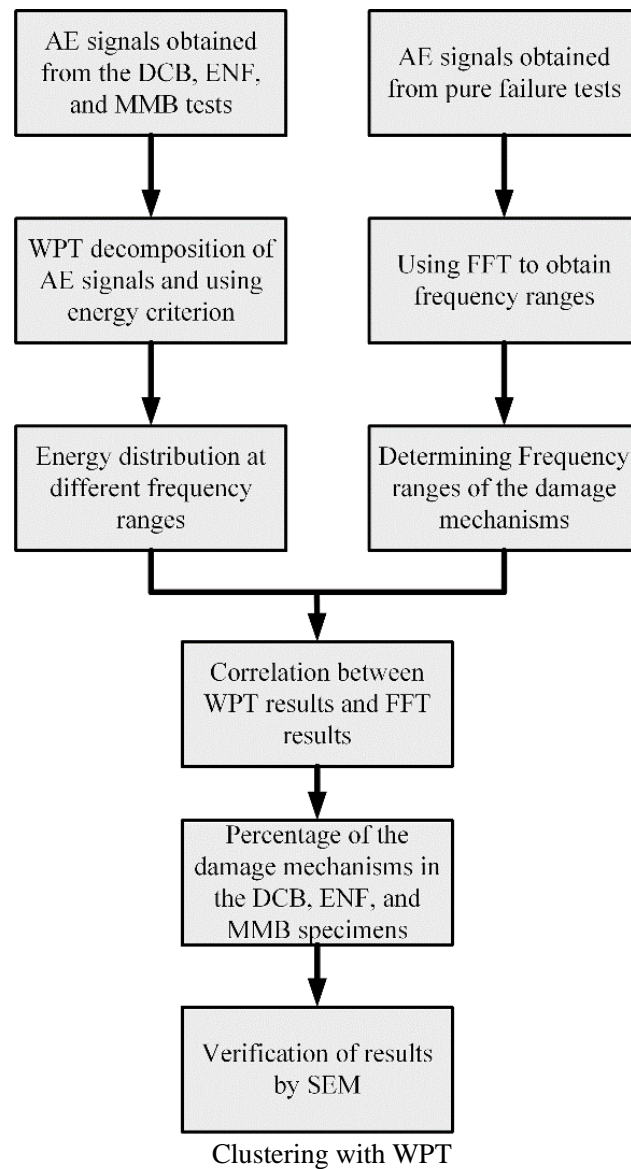 AE signals obtained
from the DCB, ENF,
and MMB tests
AE signals obtained
from pure failure tests
WPT decomposition of
AE signals and using
energy criterion
Using FFT to obtain
frequency ranges
Energy distribution at
different frequency
ranges
Determining Frequency
ranges of the damage
mechanisms
Correlation between
WPT results and FFT
results
Percentage of the
damage mechanisms in
the DCB, ENF, and
MMB specimens
Verification of results
by SEM
Clustering with WPT